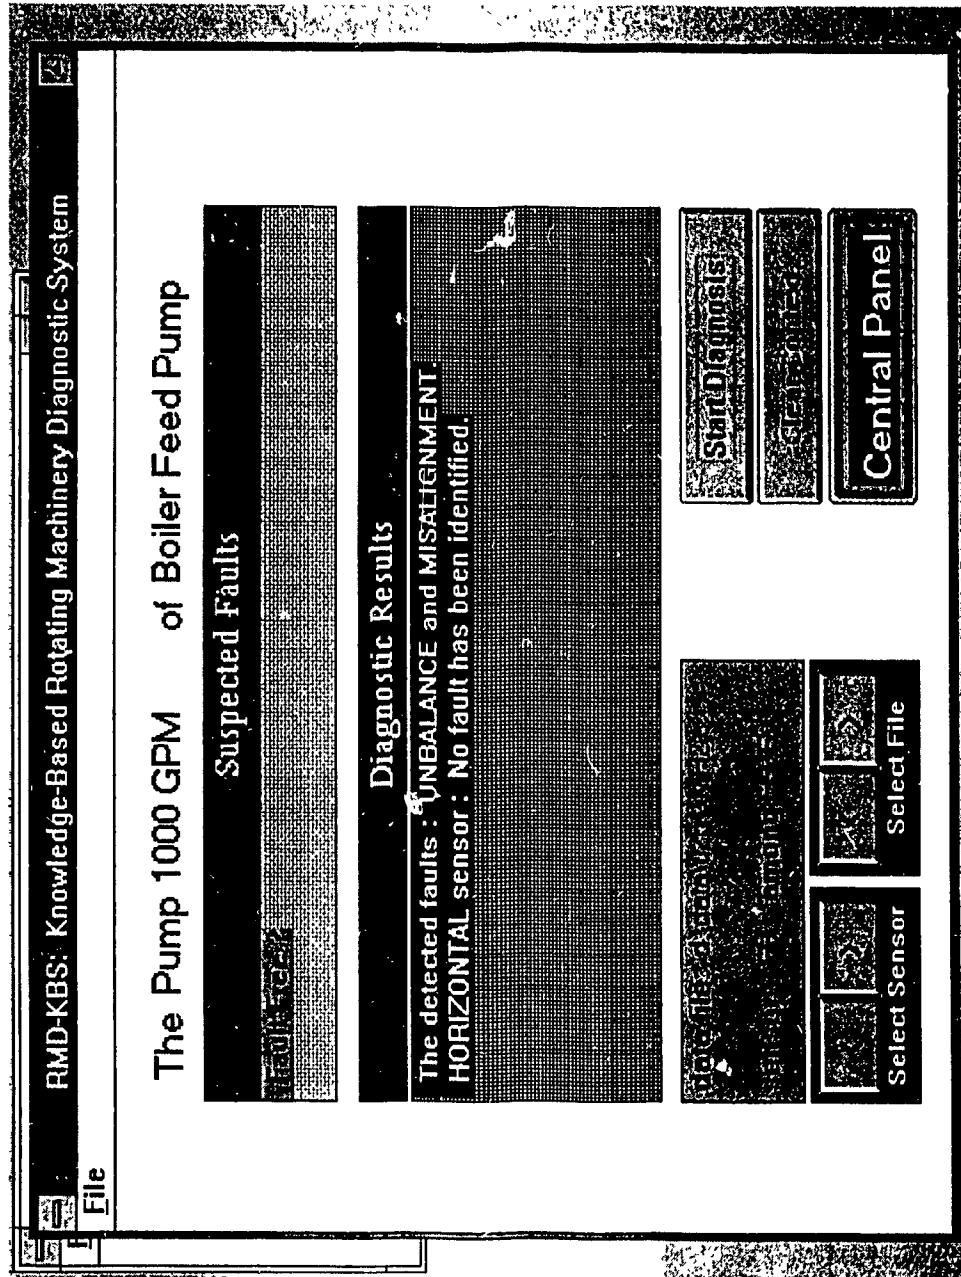 RMD-KBS: Knowledge-Based Rotating Machinery Diagnostic System
File
The Pump 1000 GPM of Boiler Feed Pump
Suspected Faults
Diagnostic Results
The detected faults : UNBALANCE and MISALIGNMENT.
HORIZONTAL sensor : No fault has been identified.
Start Diagnosis
Central Panel
Select Sensor
Select File